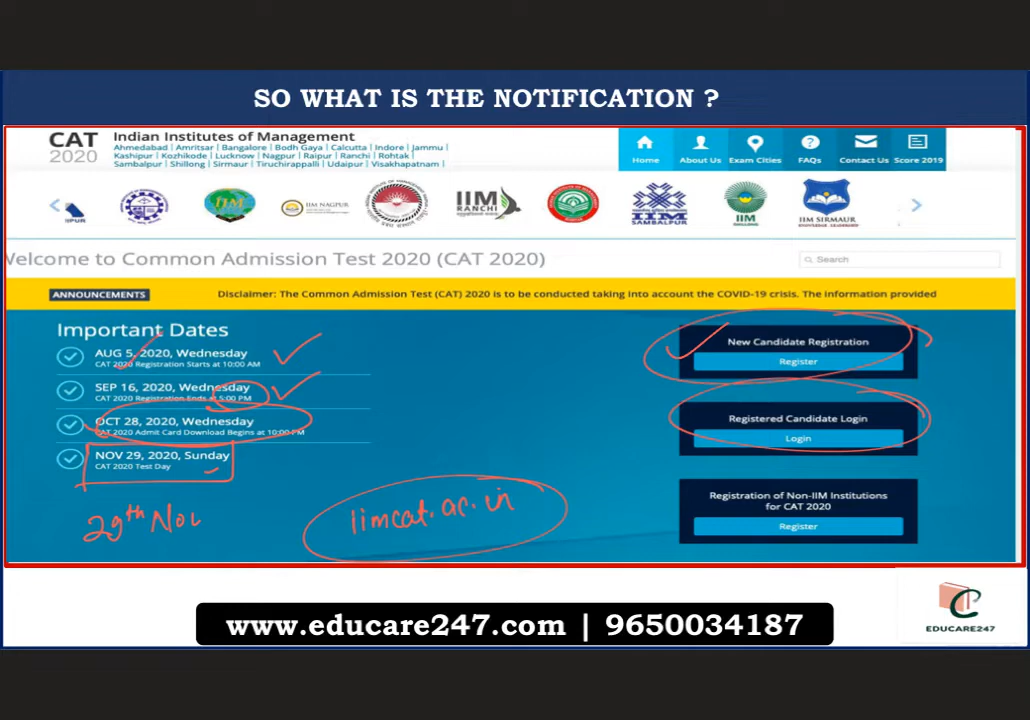 SO WHAT IS THE NOTIFICATION ?
CAT
2020
Indian Institutes of Management
Ahmedabad | Amritsar | Bangalore | Bodh Gaya | Calcutta | Indore | Jammu |
Kashipur | Kozhikode | Lucknow | Nagpur | Raipur | Ranchi | Rohtak |
Sambalpur | Shillong | Sirmaur | Tiruchirappalli | Udaipur | Visakhapatnam |
Home
About Us
Exam Cities
FAQs
Contact Us
Score 2019
IIM
IIM NAGPUR
IIM
RANCHI
IIM
SAMBALPUR
IIM
IIM SIRMAUR
Welcome to Common Admission Test 2020 (CAT 2020)
Search
ANNOUNCEMENTS
Disclaimer: The Common Admission Test (CAT) 2020 is to be conducted taking into account the COVID-19 crisis. The information provided
Important Dates
AUG 5, 2020, Wednesday
CAT 2020 Registration Starts at 10:00 AM
SEP 16, 2020, Wednesday
CAT 2020 Registration Ends at 5:00 PM
OCT 28, 2020, Wednesday
CAT 2020 Admit Card Download Begins at 10:00 PM
NOV 29, 2020, Sunday
CAT 2020 Test Day
New Candidate Registration
Register
Registered Candidate Login
Login
Registration of Non-IIM Institutions
for CAT 2020
Register
29th Nov
iimcat.ac.in
www.educare247.com | 9650034187
EDUCARE247